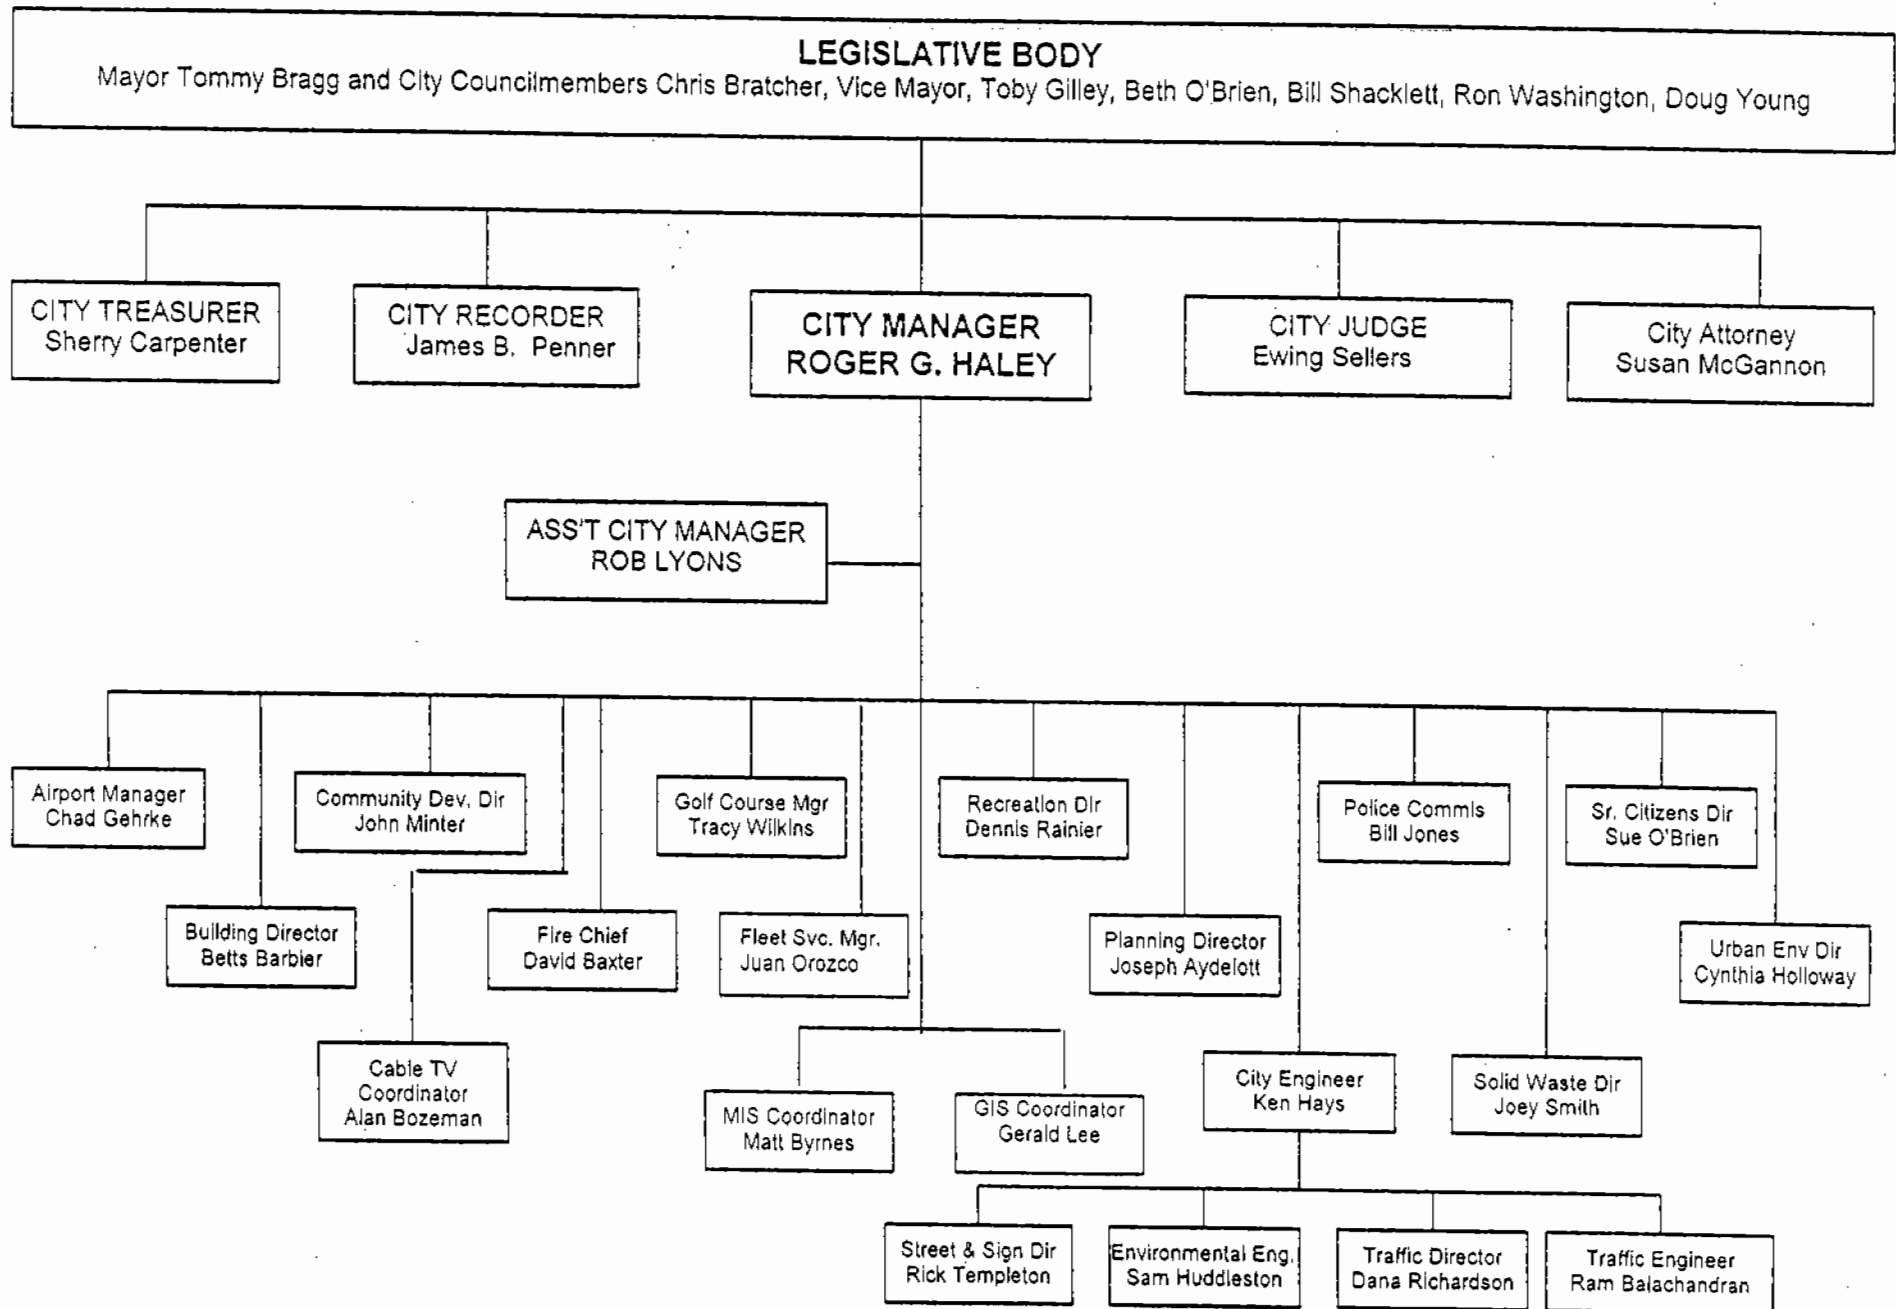 LEGISLATIVE BODY
Mayor Tommy Bragg and City Councilmembers Chris Bratcher, Vice Mayor, Toby Gilley, Beth O'Brien, Bill Shacklett, Ron Washington, Doug Young
CITY TREASURER
Sherry Carpenter
CITY RECORDER
James B. Penner
CITY MANAGER
ROGER G. HALEY
CITY JUDGE
Ewing Sellers
City Attorney
Susan McGannon
ASS'T CITY MANAGER
ROB LYONS
Airport Manager
Chad Gehrke
Community Dev. Dir
John Minter
Golf Course Mgr
Tracy Wilkins
Recreation Dir
Dennis Rainier
Police Commis
Bill Jones
Sr. Citizens Dir
Sue O'Brien
Building Director
Betts Barbier
Fire Chief
David Baxter
Fleet Svc. Mgr.
Juan Orozco
Planning Director
Joseph Aydelott
Urban Env Dir
Cynthia Holloway
Cable TV
Coordinator
Alan Bozeman
MIS Coordinator
Matt Byrnes
GIS Coordinator
Gerald Lee
City Engineer
Ken Hays
Solid Waste Dir
Joey Smith
Street & Sign Dir
Rick Templeton
Environmental Eng.
Sam Huddleston
Traffic Director
Dana Richardson
Traffic Engineer
Ram Balachandran